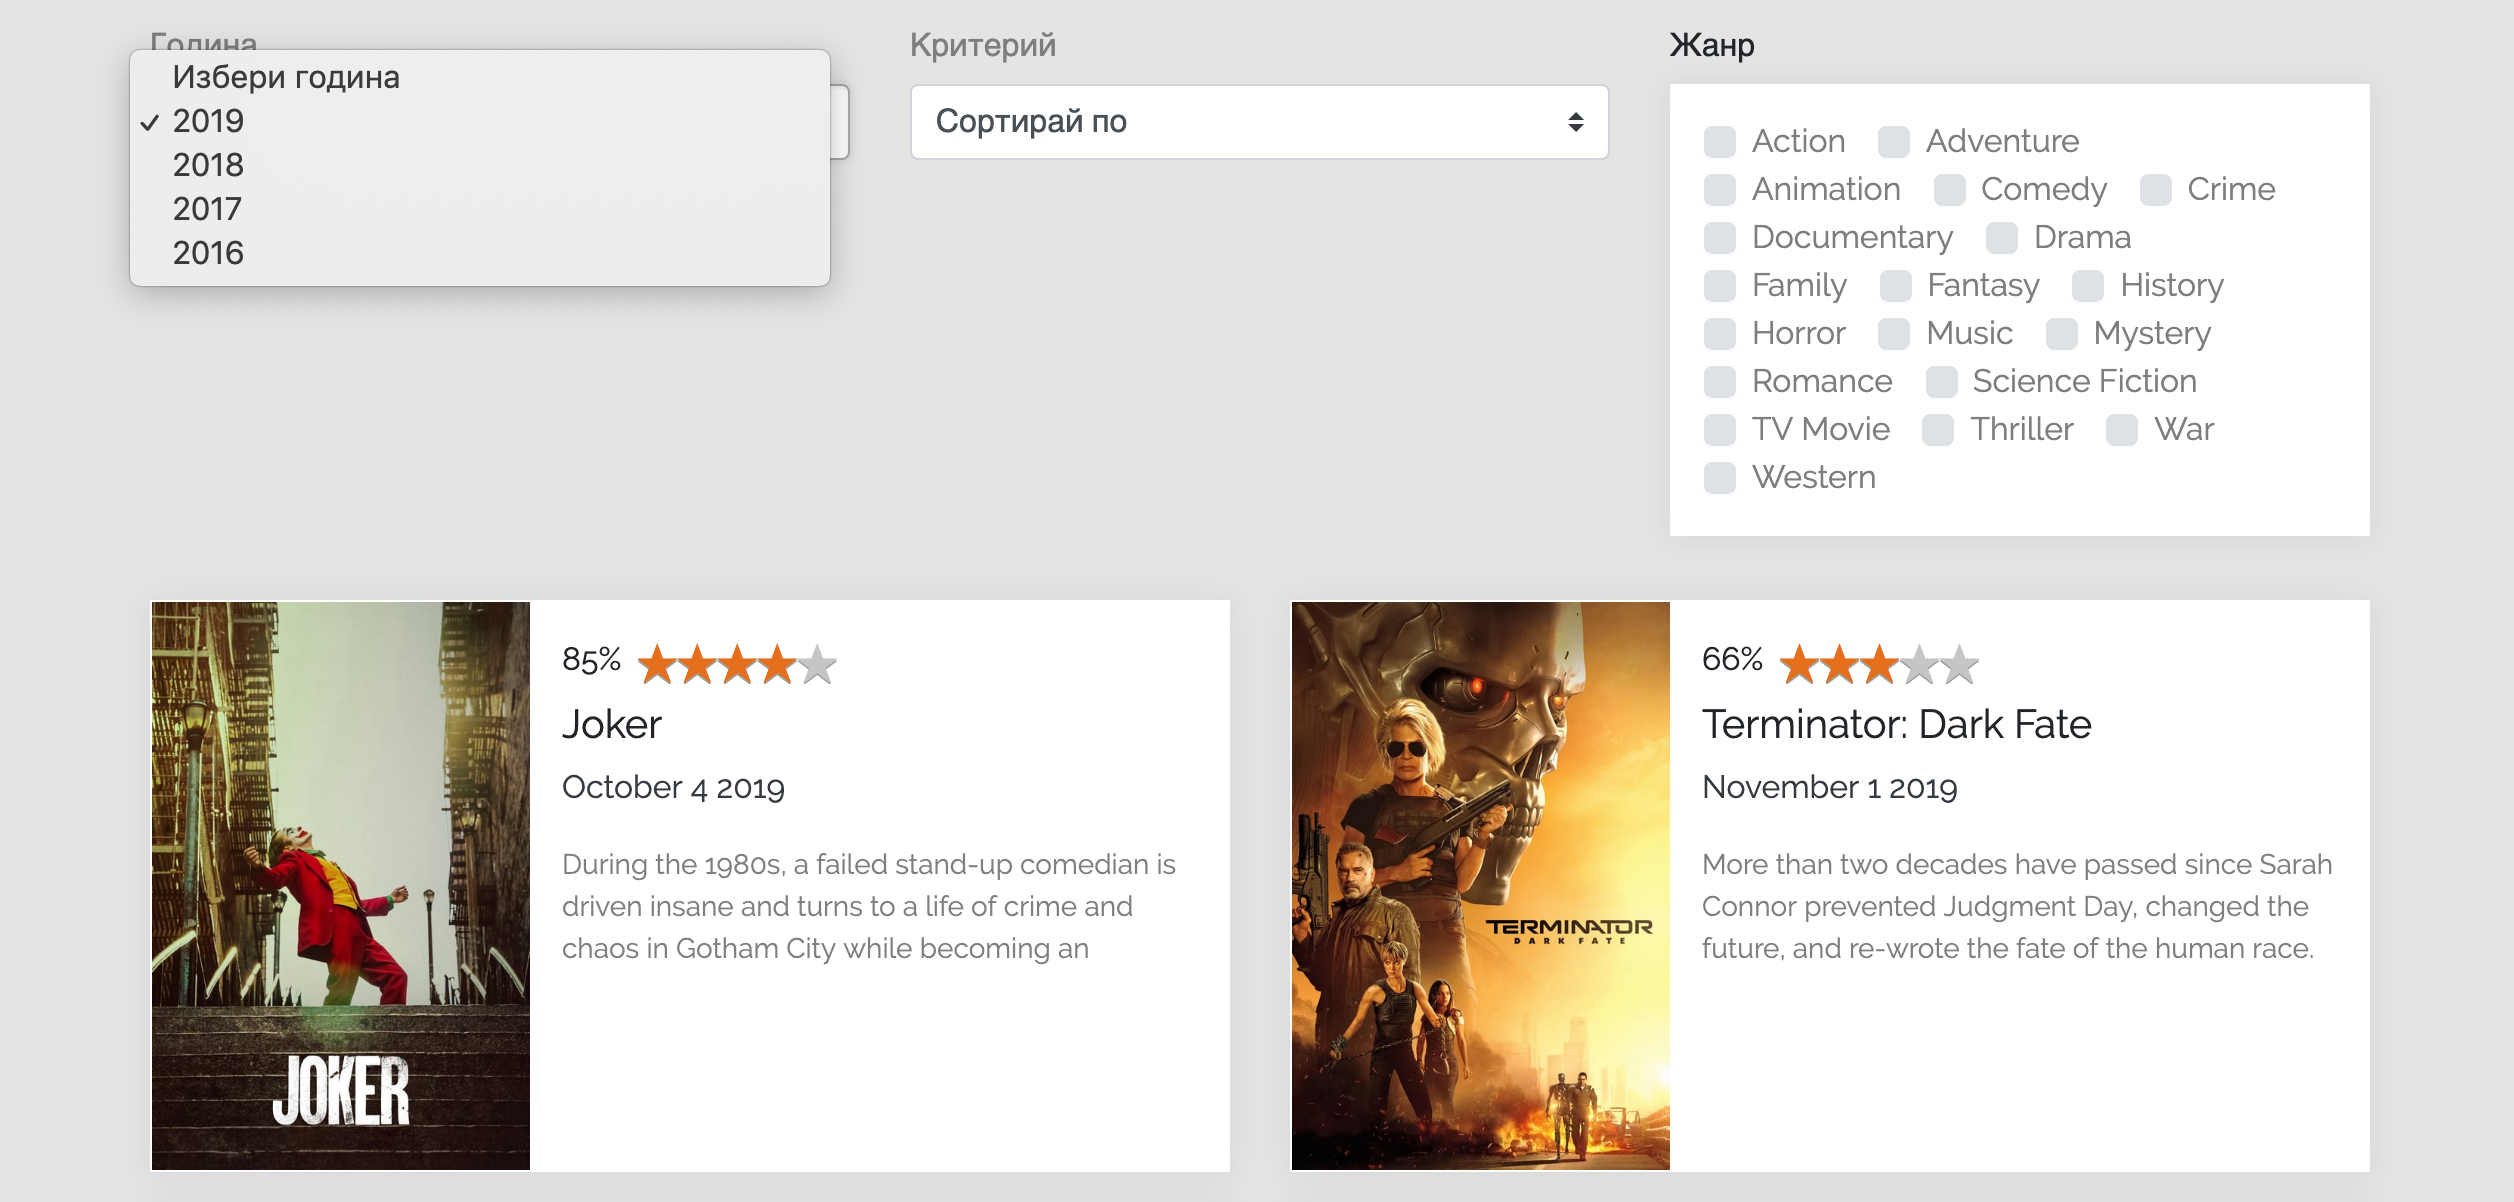 Година
Избери година
2019
2018
2017
2016
Критерий
Сортирай по
Жанр
Action Adventure
Animation Comedy Crime
Documentary Drama
Family Fantasy History
Horror Music Mystery
Romance Science Fiction
TV Movie Thriller War
Western
JOKER
85%
Joker
October 4 2019
During the 1980s, a failed stand-up comedian is
driven insane and turns to a life of crime and
chaos in Gotham City while becoming an
TERMINATOR
DARK FATE
66%
Terminator: Dark Fate
November 1 2019
More than two decades have passed since Sarah
Connor prevented Judgment Day, changed the
future, and re-wrote the fate of the human race.